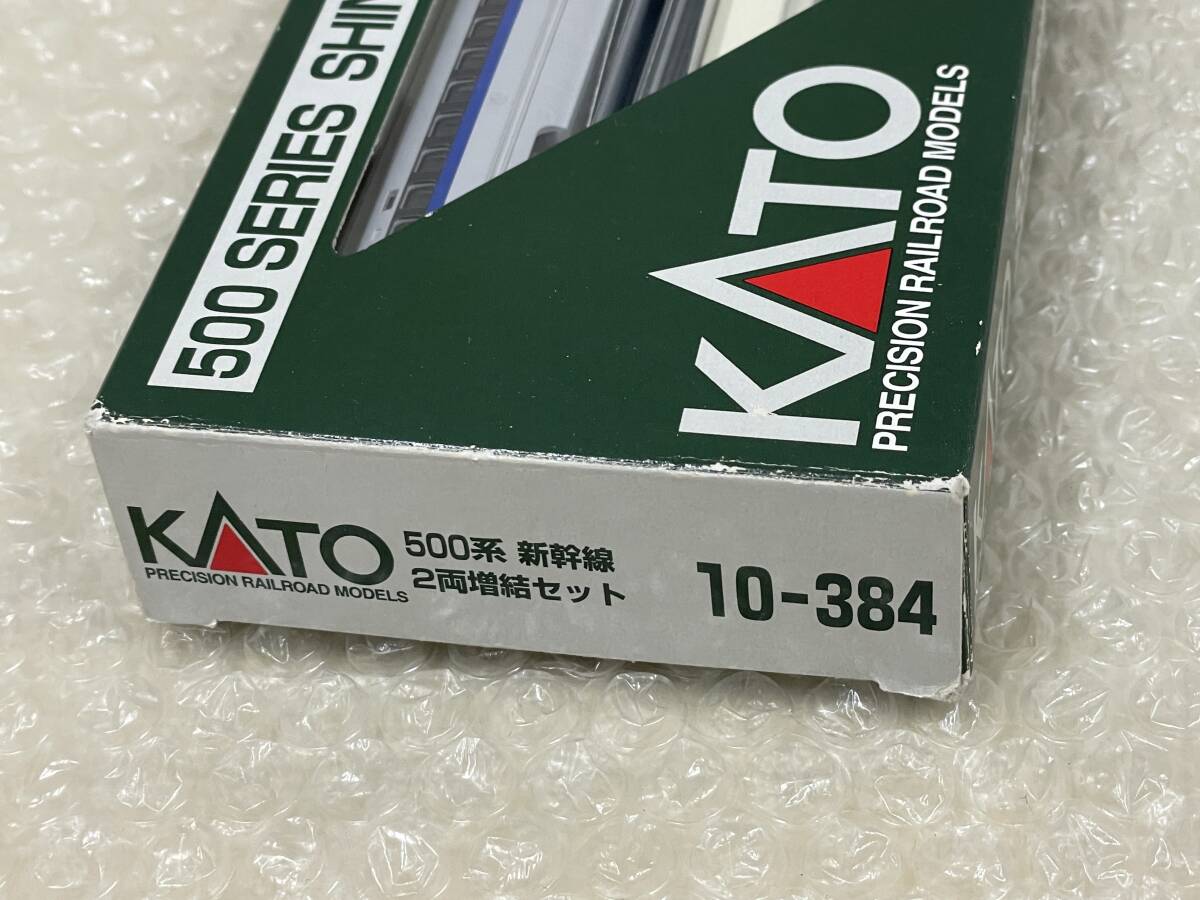 500 SERIES SHIN
KATO
PRECISION RAILROAD MODELS
KATO
PRECISION RAILROAD MODELS
500系 新幹線
2両増結セット
10-384